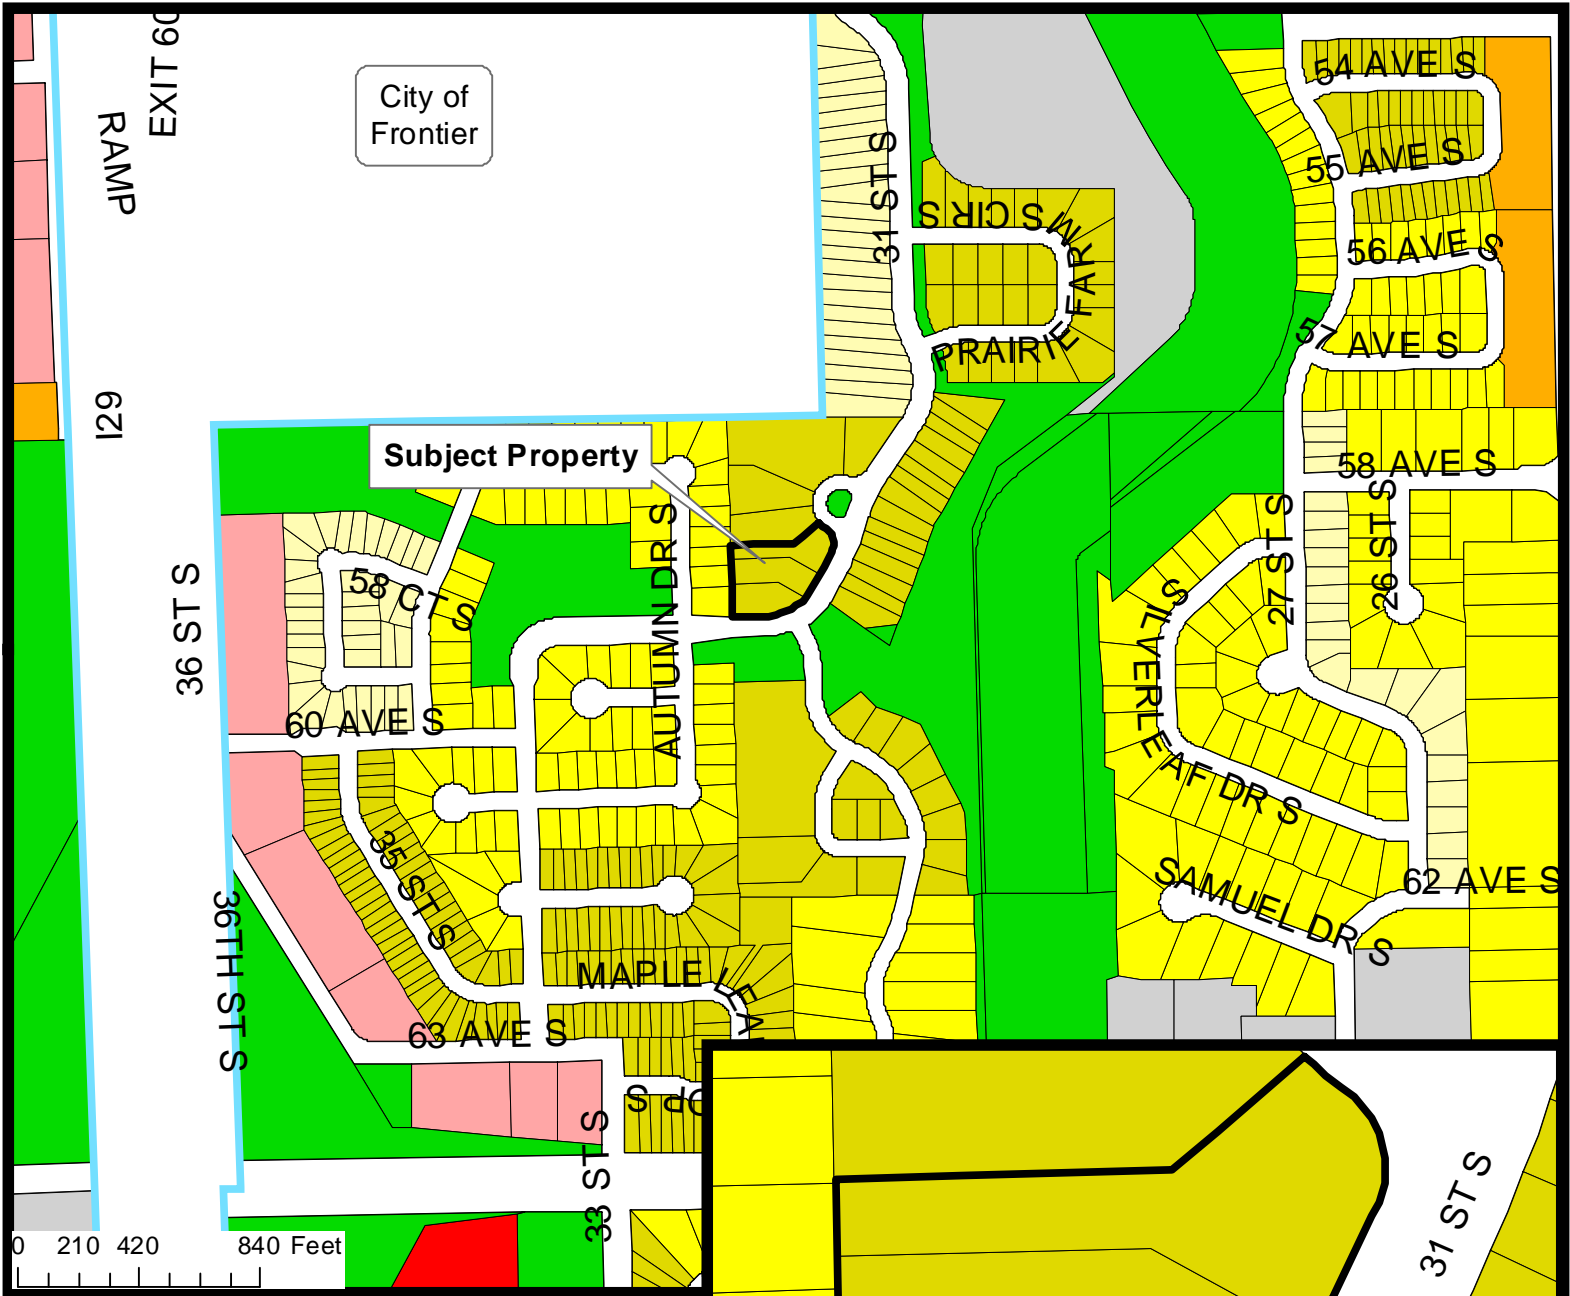 EXIT 60
RAMP
City of
Frontier
I29
Subject Property
31 ST S
PRAIRIE FARMS CIR S
54 AVE S
55 AVE S
56 AVE S
57 AVE S
58 AVE S
26 ST S
27 ST S
SILVERLEAF DR S
SAMUEL DR S
62 AVE S
36 ST S
58 CT S
AUTUMN DR S
60 AVE S
35 ST S
36TH ST S
MAPLE LEA
63 AVE S
OP S
33 ST S
31 ST S
0 210 420 840 Feet